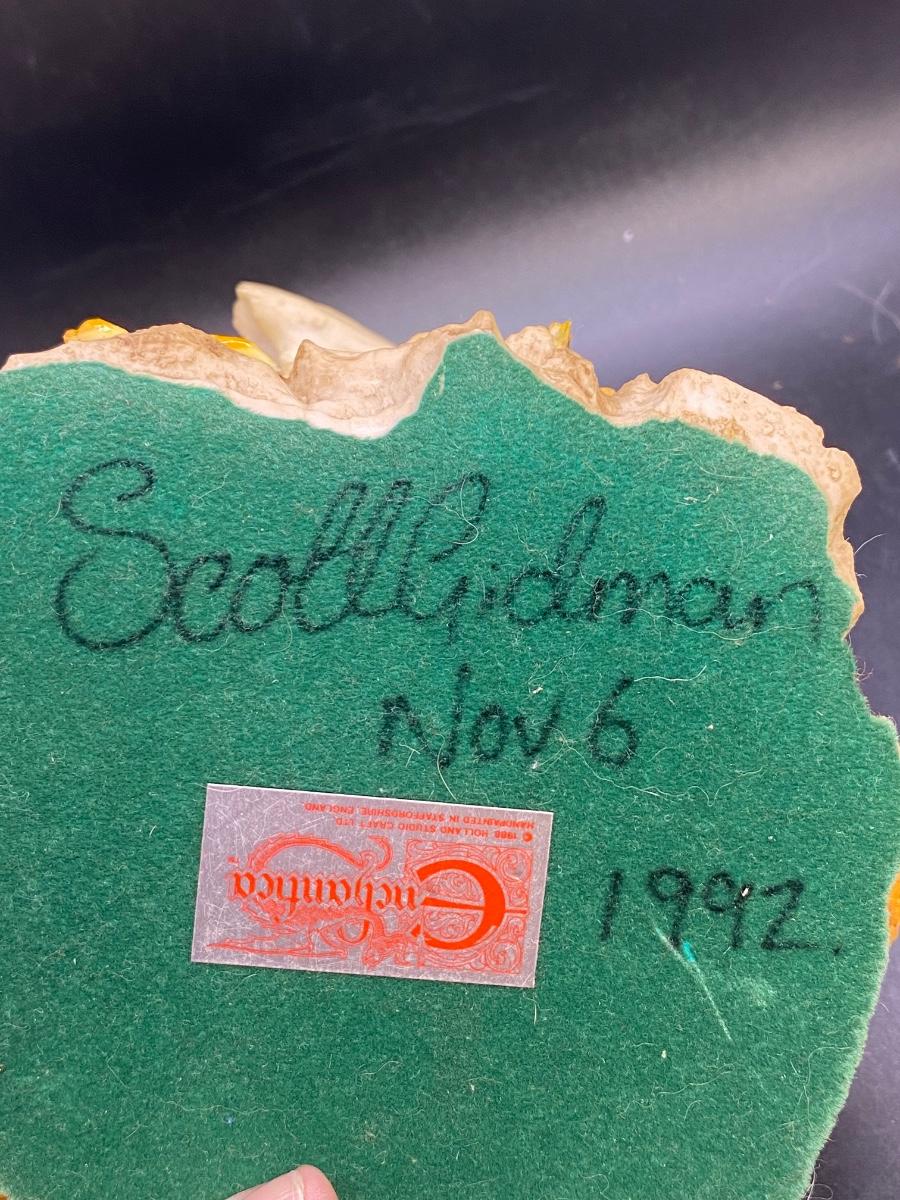 Scott Gidman
Nov 6
1992.
Enchantica
© 1988 HOLLAND STUDIO CRAFT LTD
HANDPAINTED IN STAFFORDSHIRE, ENGLAND